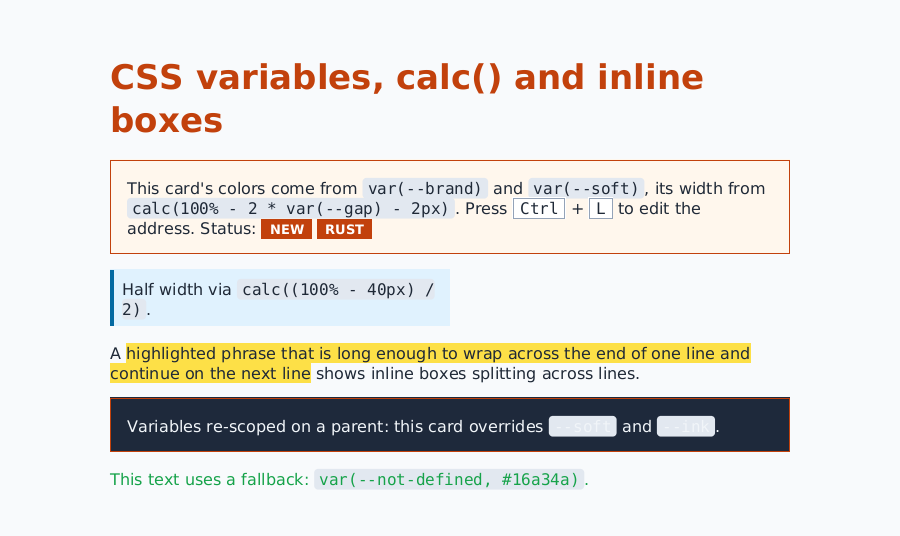 CSS variables, calc() and inline
boxes
This card's colors come from var(--brand) and var(--soft), its width from
calc(100% - 2 * var(--gap) - 2px). Press Ctrl + L to edit the
address. Status: NEW RUST
Half width via calc((100% - 40px) /
2).
A highlighted phrase that is long enough to wrap across the end of one line and
continue on the next line shows inline boxes splitting across lines.
Variables re-scoped on a parent: this card overrides --soft and --ink.
This text uses a fallback: var(--not-defined, #16a34a).